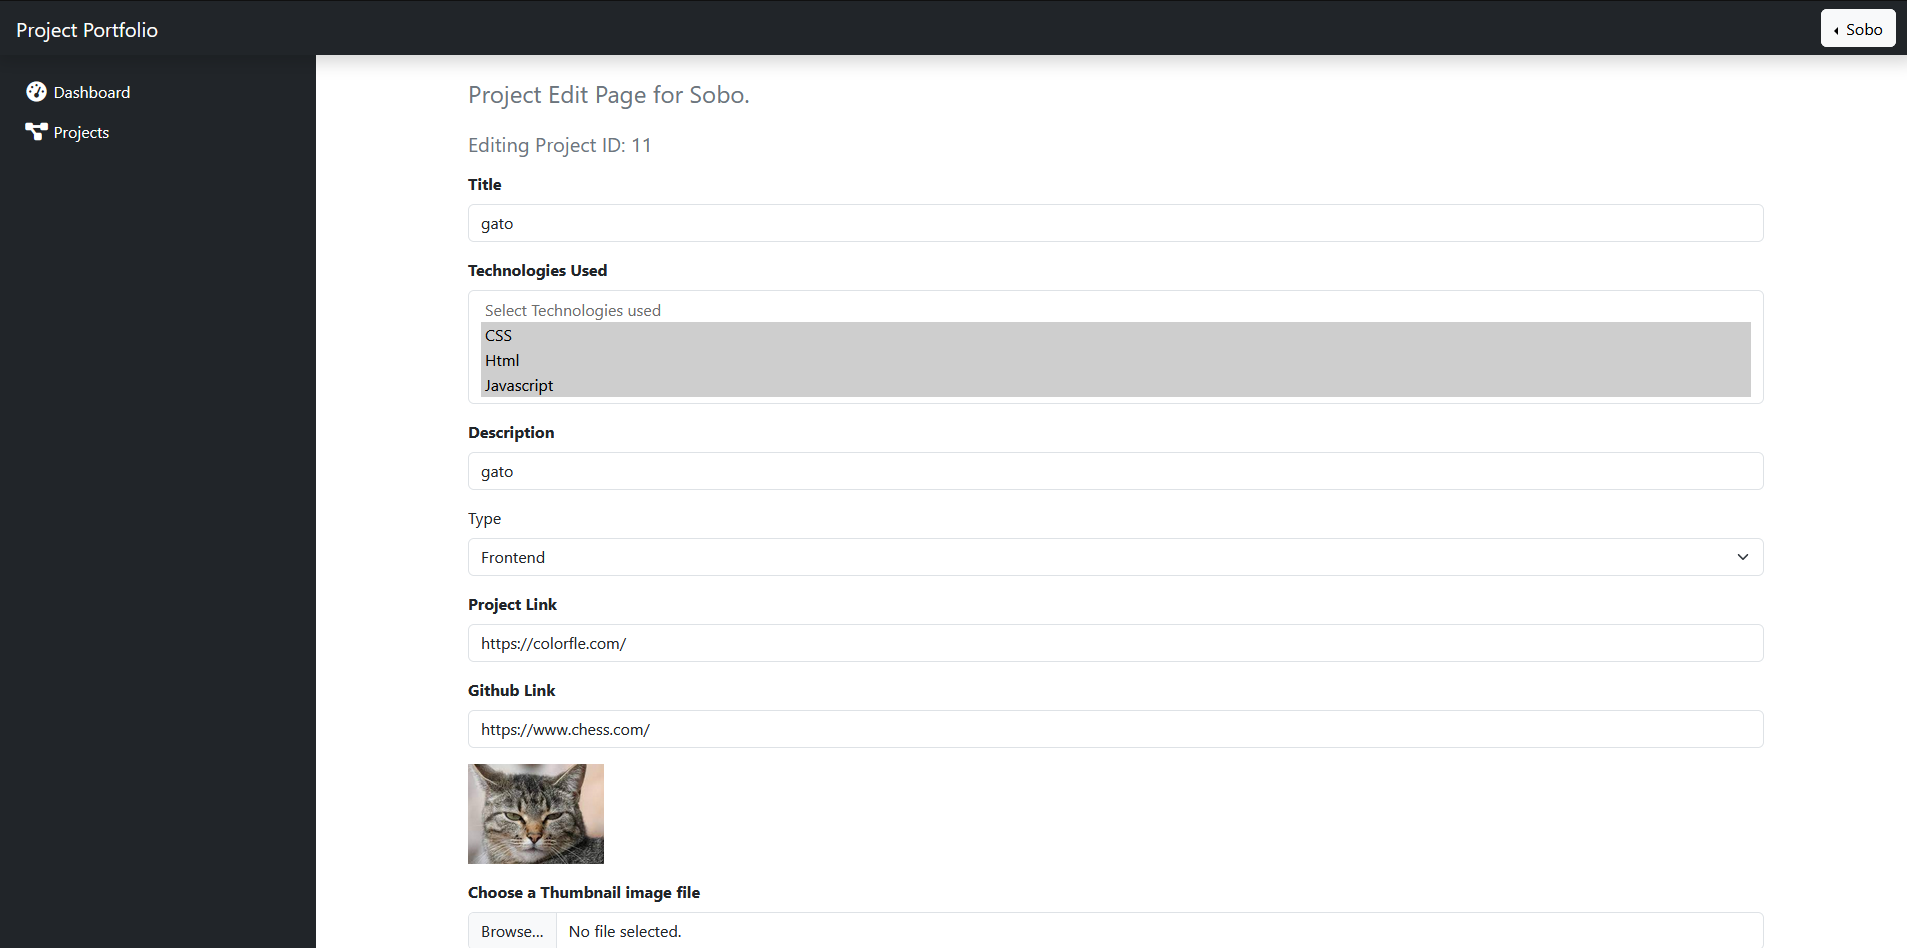 Project Portfolio
Sobo
Dashboard
Projects
Project Edit Page for Sobo.
Editing Project ID: 11
Title
gato
Technologies Used
Select Technologies used
CSS
Html
Javascript
Description
gato
Type
Frontend
Project Link
https://colorfle.com/
Github Link
https://www.chess.com/
Choose a Thumbnail image file
Browse... No file selected.